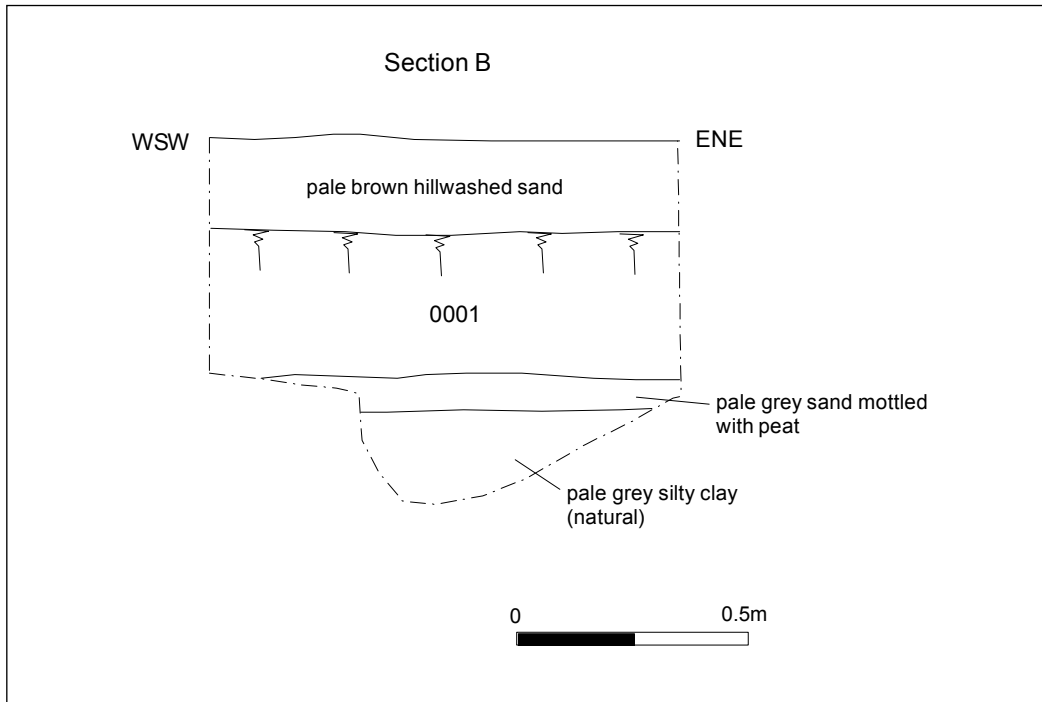 Section B
WSW
ENE
pale brown hillwashed sand
0001
pale grey sand mottled
with peat
pale grey silty clay
(natural)
0
0.5m